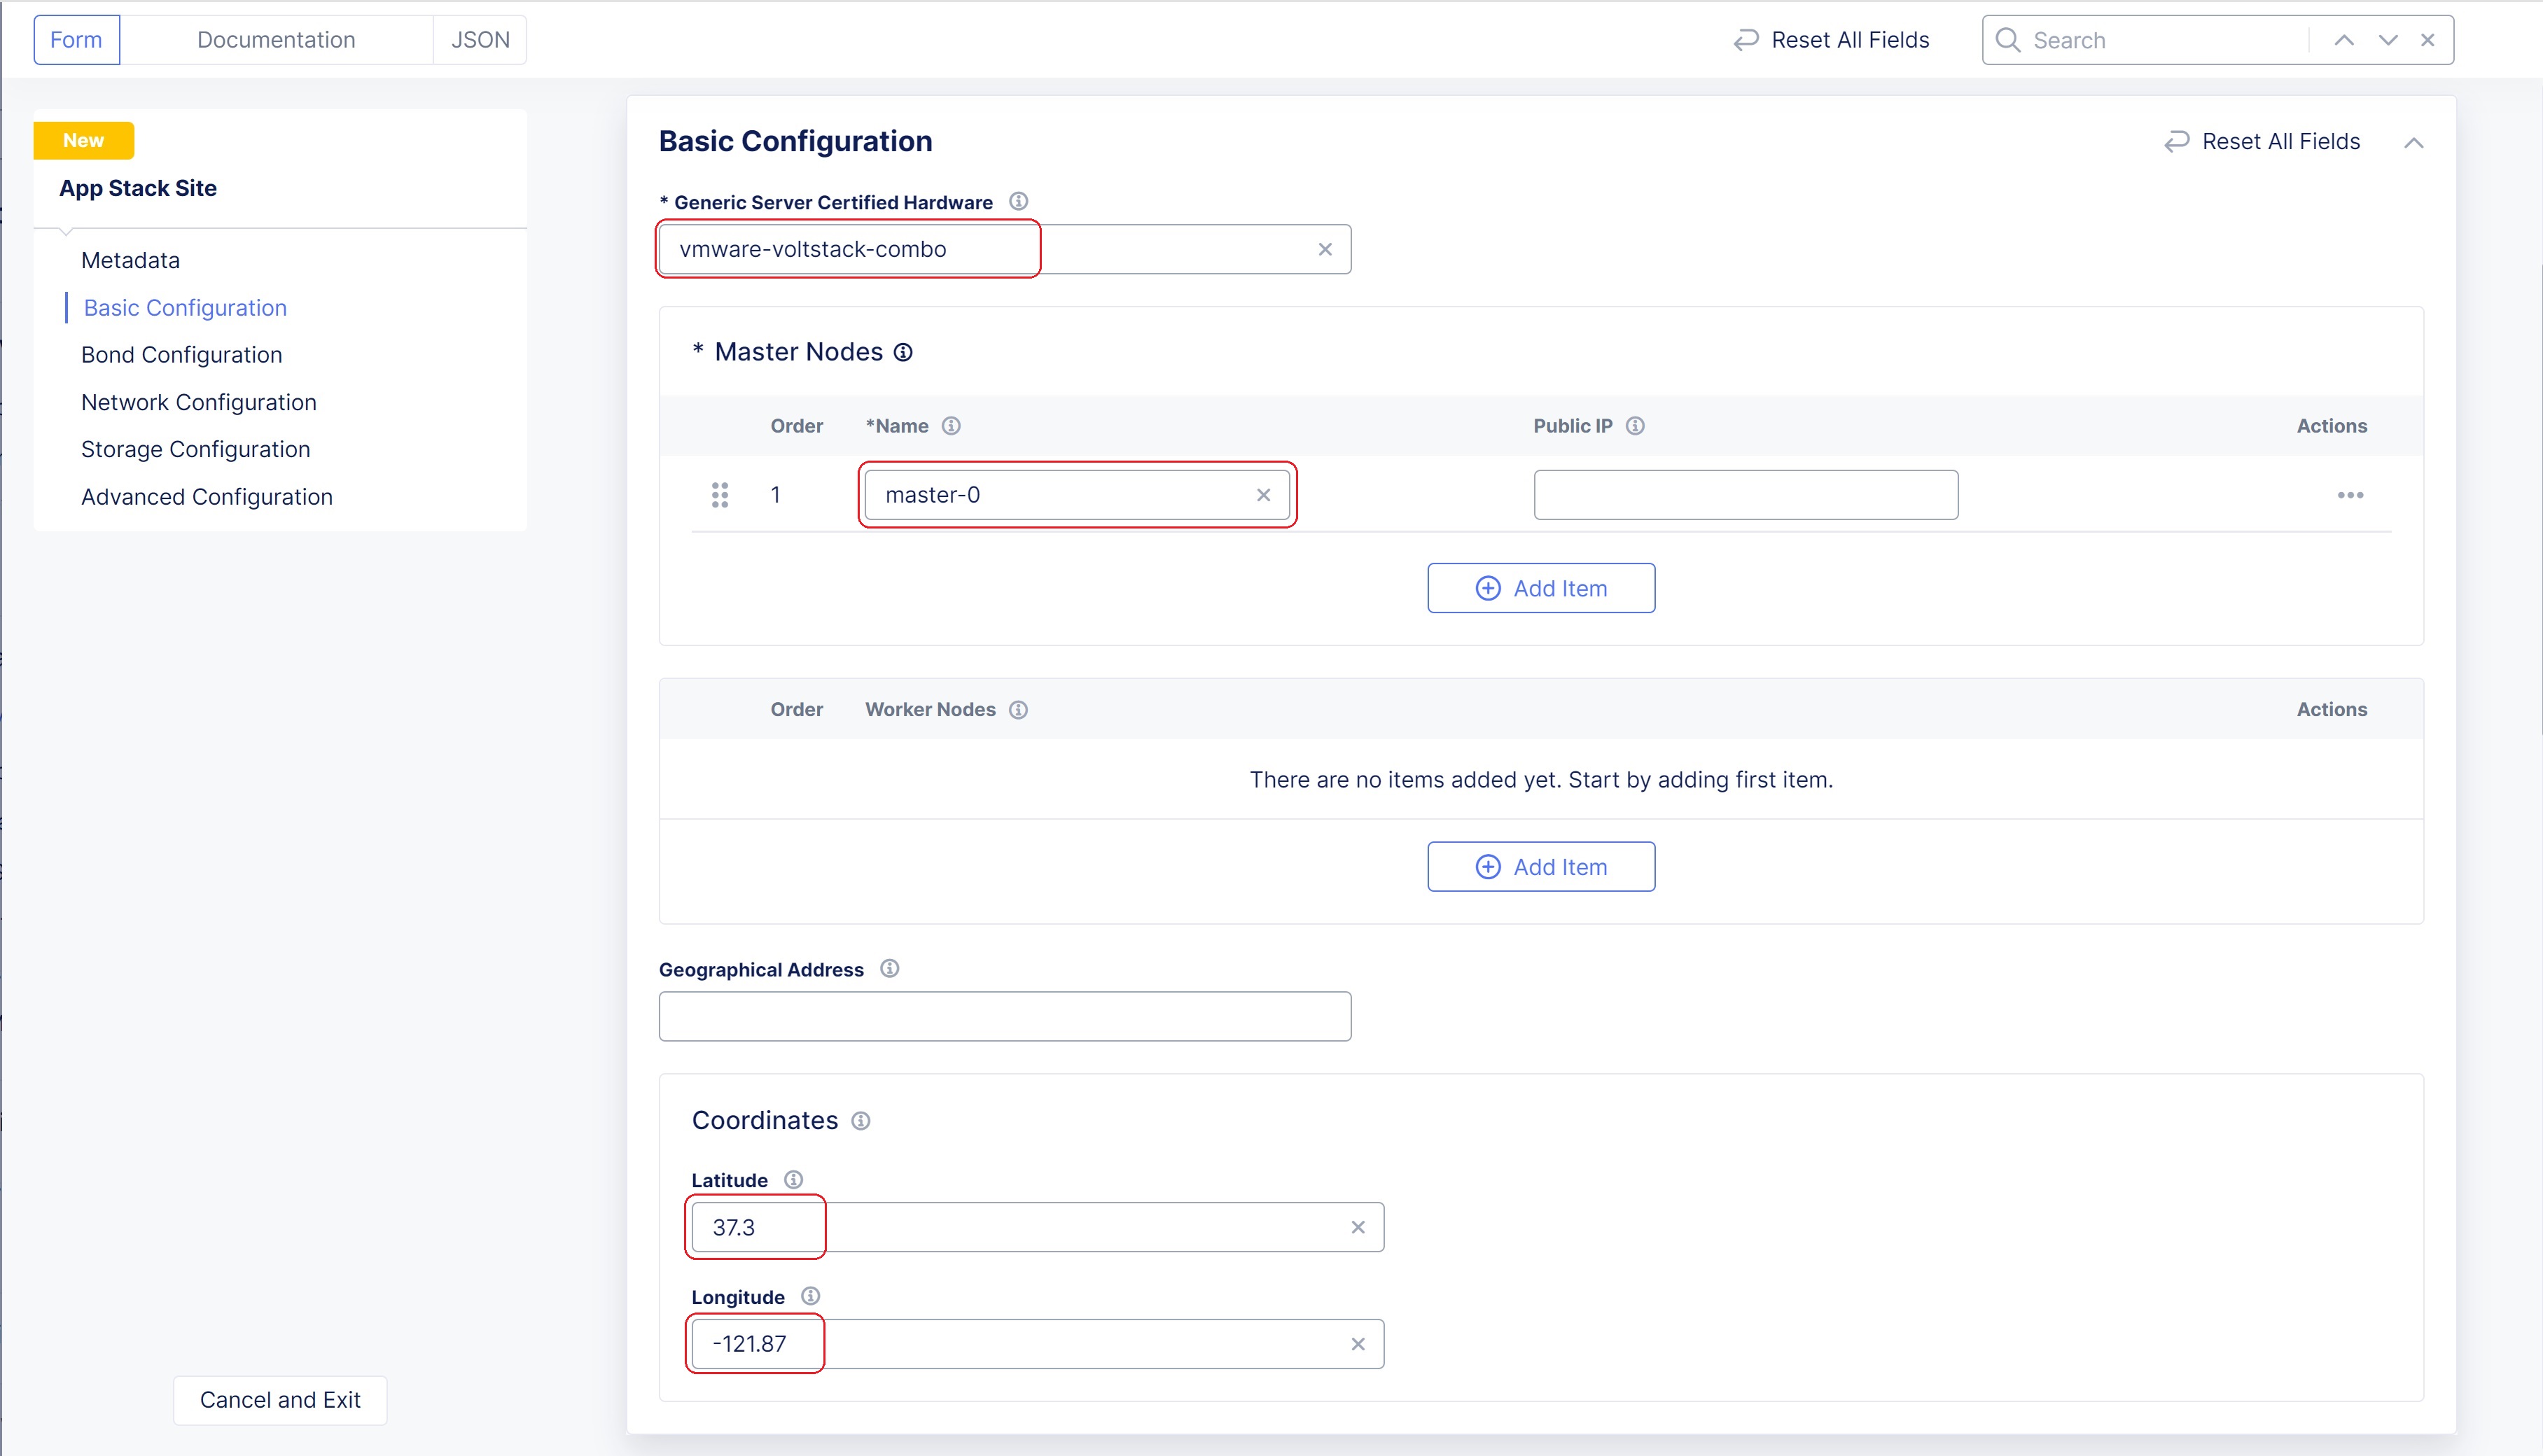 Form Documentation JSON Reset All Fields Search
New
App Stack Site
Metadata
Basic Configuration
Bond Configuration
Network Configuration
Storage Configuration
Advanced Configuration
Cancel and Exit
Basic Configuration Reset All Fields
* Generic Server Certified Hardware
vmware-voltstack-combo
* Master Nodes
Order *Name Public IP Actions
1 master-0
Add Item
Order Worker Nodes Actions
There are no items added yet. Start by adding first item.
Add Item
Geographical Address
Coordinates
Latitude
37.3
Longitude
-121.87